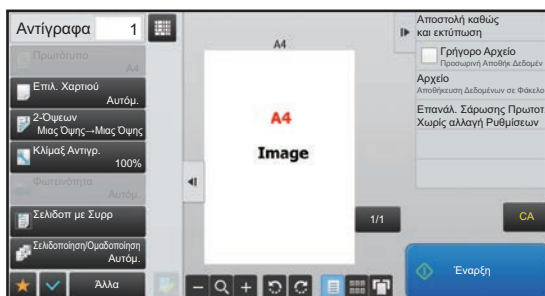 Αντίγραφα 1
Πρωτότυπο
A4
Επιλ. Χαρτιού
Αυτόμ.
2-Όψεων
Μιας Όψης→Μιας Όψης
Κλίμαξ Αντιγρ.
100%
Φωτεινότητα
Αυτόμ.
Σελιδοπ με Συρρ
Σελιδοποίηση/Ομαδοποίηση
Αυτόμ.
Άλλα
A4
A4
Image
1/1
Αποστολή καθώς
και εκτύπωση
Γρήγορο Αρχείο
Προσωρινή Αποθήκ Δεδομέν
Αρχείο
Αποθήκευση Δεδομένων σε Φάκελο
Επανάλ. Σάρωσης Πρωτοτ
Χωρίς αλλαγή Ρυθμίσεων
CA
Έναρξη